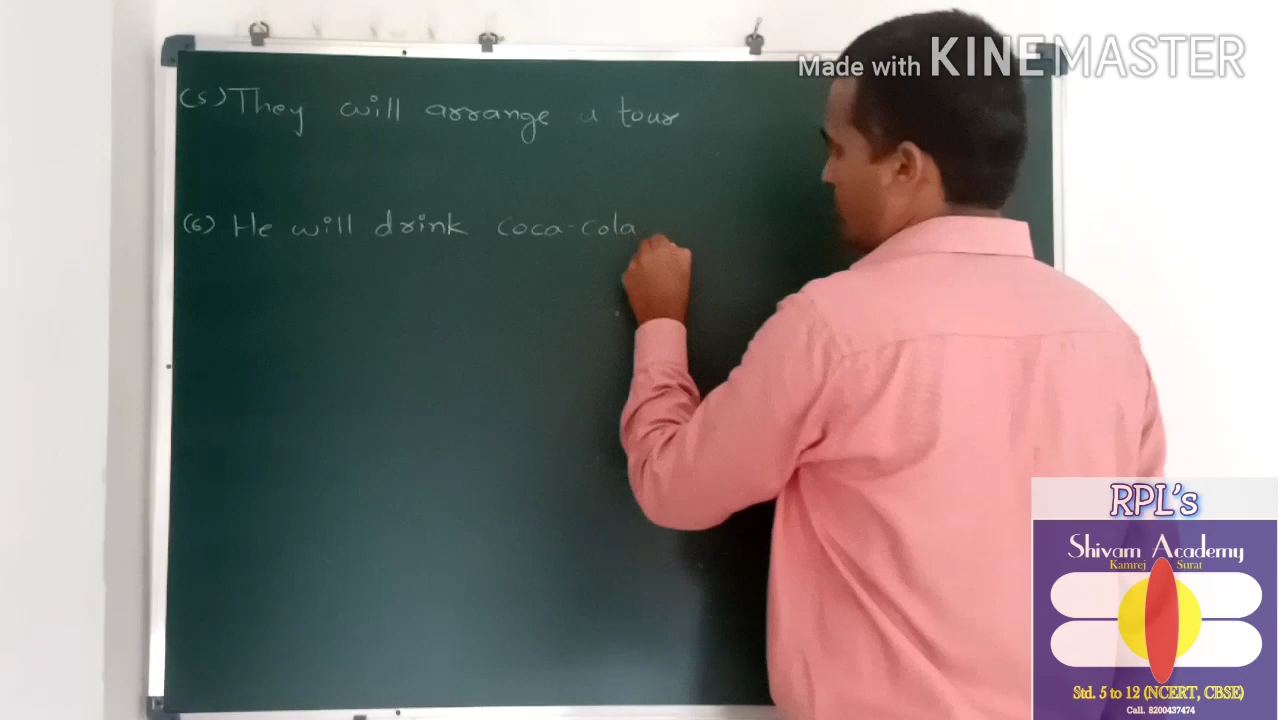 Made with KINEMASTER
(5) They will arrange a tour
(6) He will drink coca-cola
RPL's
Shivam Academy
Kamrej Surat
Std. 5 to 12 (NCERT, CBSE)
Call. 8200437474